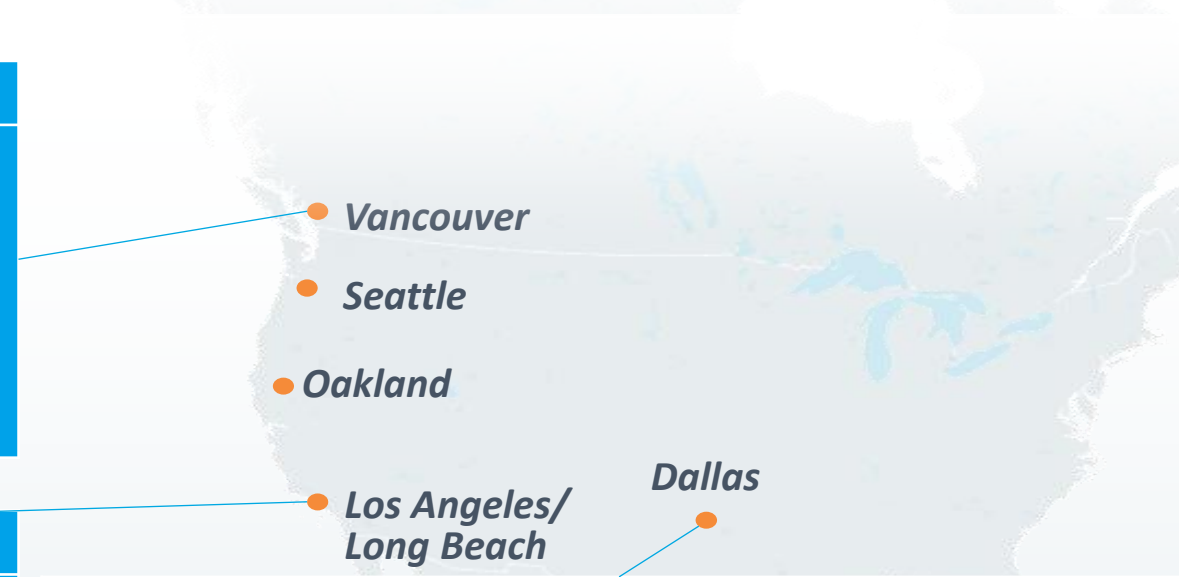 Vancouver
Seattle
Oakland
Dallas
Los Angeles/
Long Beach